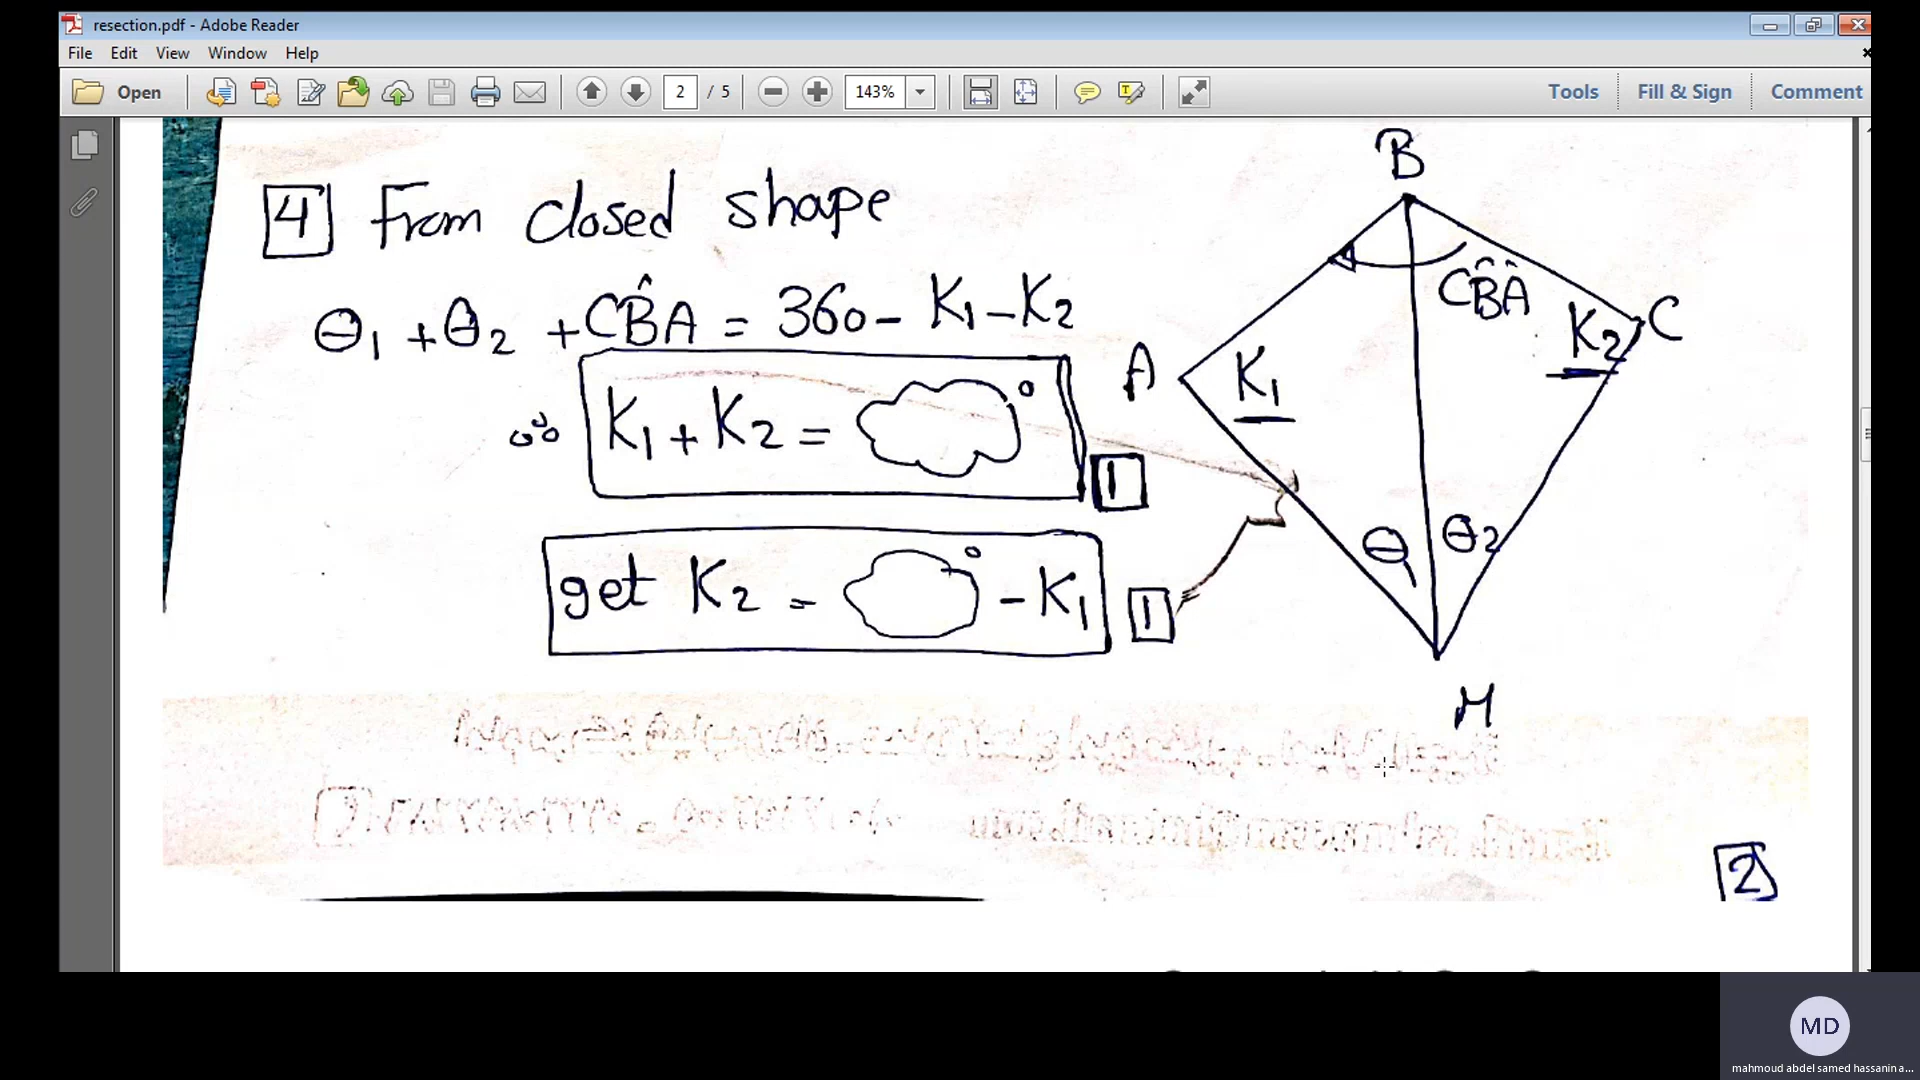 resection.pdf - Adobe Reader
File Edit View Window Help
Open 2 / 5 143% Tools Fill & Sign Comment
4 From closed shape
θ1 + θ2 + CB̂A = 360 - K1 - K2
∴ K1 + K2 = °
1
get K2 = ° - K1
1
B
CB̂A
A
K1
K2
C
θ1
θ2
M
2
MD
mahmoud abdel samed hassanin a...